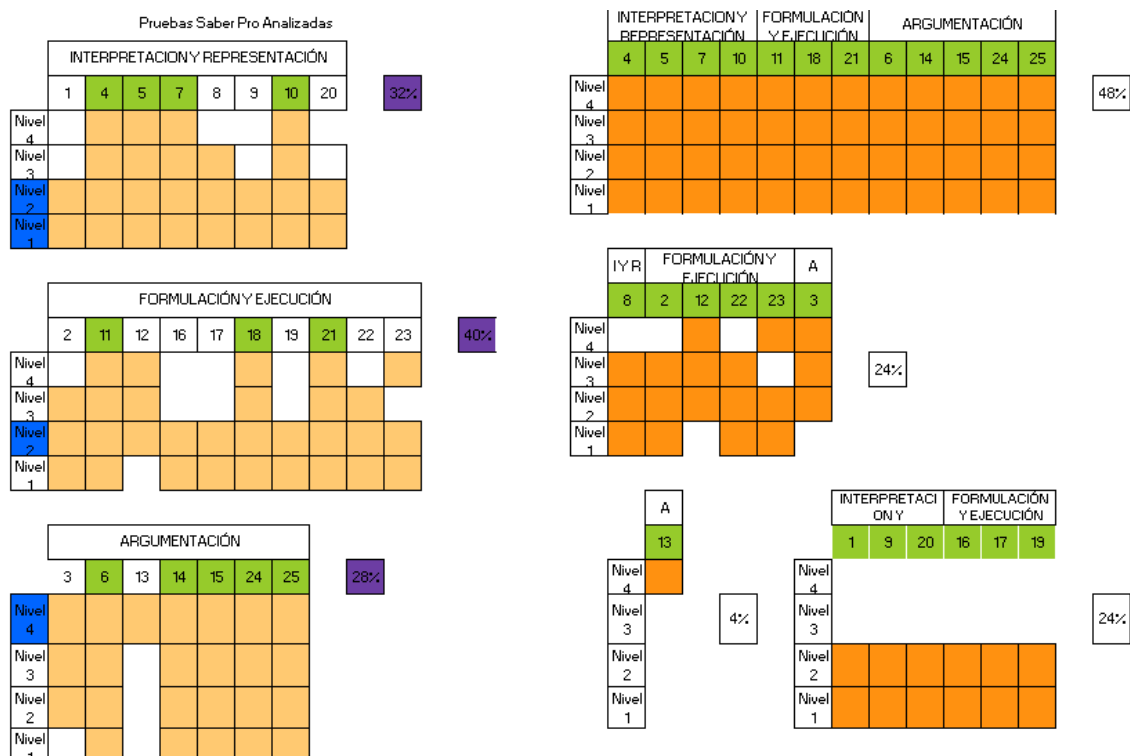 Pruebas Saber Pro Analizadas
INTERPRETACION Y REPRESENTACIÓN
1 4 5 7 8 9 10 20 32%
Nivel 4
Nivel 3
Nivel 2
Nivel 1
FORMULACIÓN Y EJECUCIÓN
2 11 12 16 17 18 19 21 22 23 40%
Nivel 4
Nivel 3
Nivel 2
Nivel 1
ARGUMENTACIÓN
3 6 13 14 15 24 25 28%
Nivel 4
Nivel 3
Nivel 2
Nivel 1
INTERPRETACION Y REPRESENTACIÓN FORMULACIÓN Y EJECUCIÓN ARGUMENTACIÓN
4 5 7 10 11 18 21 6 14 15 24 25
Nivel 4 48%
Nivel 3
Nivel 2
Nivel 1
I Y R FORMULACIÓN Y EJECUCIÓN A
8 2 12 22 23 3
Nivel 4
Nivel 3 24%
Nivel 2
Nivel 1
A
13
Nivel 4
Nivel 3 4%
Nivel 2
Nivel 1
INTERPRETACI ON Y FORMULACIÓN Y EJECUCIÓN
1 9 20 16 17 19
Nivel 4
Nivel 3 24%
Nivel 2
Nivel 1